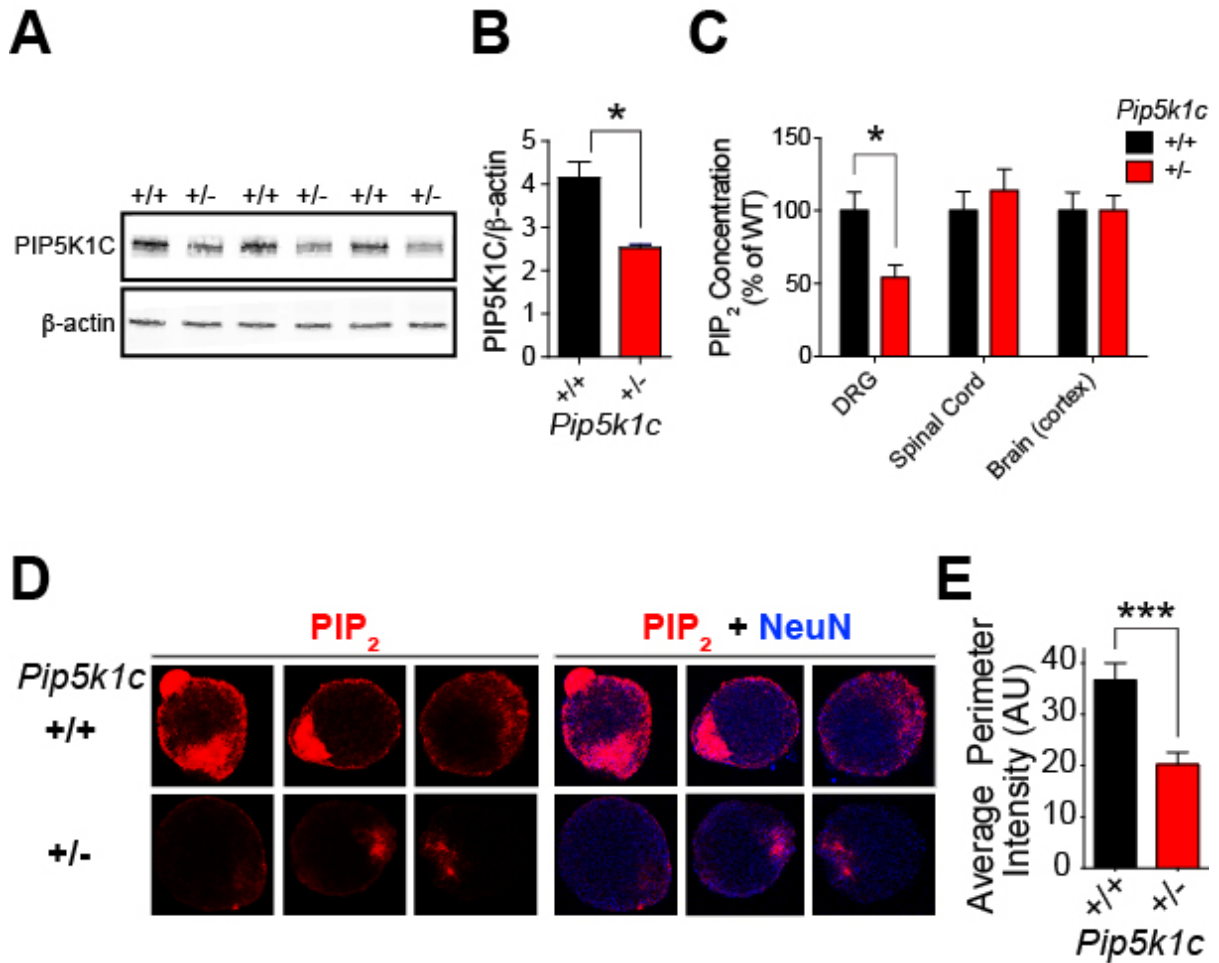 A
+/+ +/- +/+ +/- +/+ +/-
PIP5K1C
β-actin
B
*
PIP5K1C/β-actin
5
4
3
2
1
0
+/+ +/-
Pip5k1c
C
Pip5k1c
+/+
+/-
*
PIP2 Concentration
(% of WT)
150
100
50
0
DRG
Spinal Cord
Brain (cortex)
D
PIP2
PIP2 + NeuN
Pip5k1c
+/+
+/-
E
***
Average Perimeter
Intensity (AU)
40
30
20
10
0
+/+ +/-
Pip5k1c